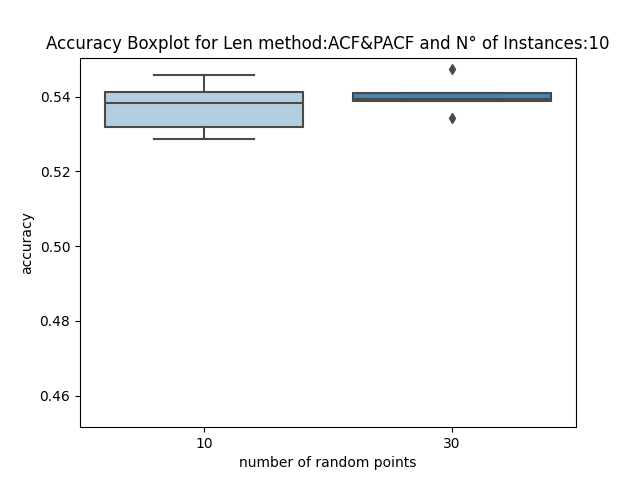 Accuracy Boxplot for Len method:ACF&PACF and N° of Instances:10
accuracy
0.54
0.52
0.50
0.48
0.46
10 30
number of random points